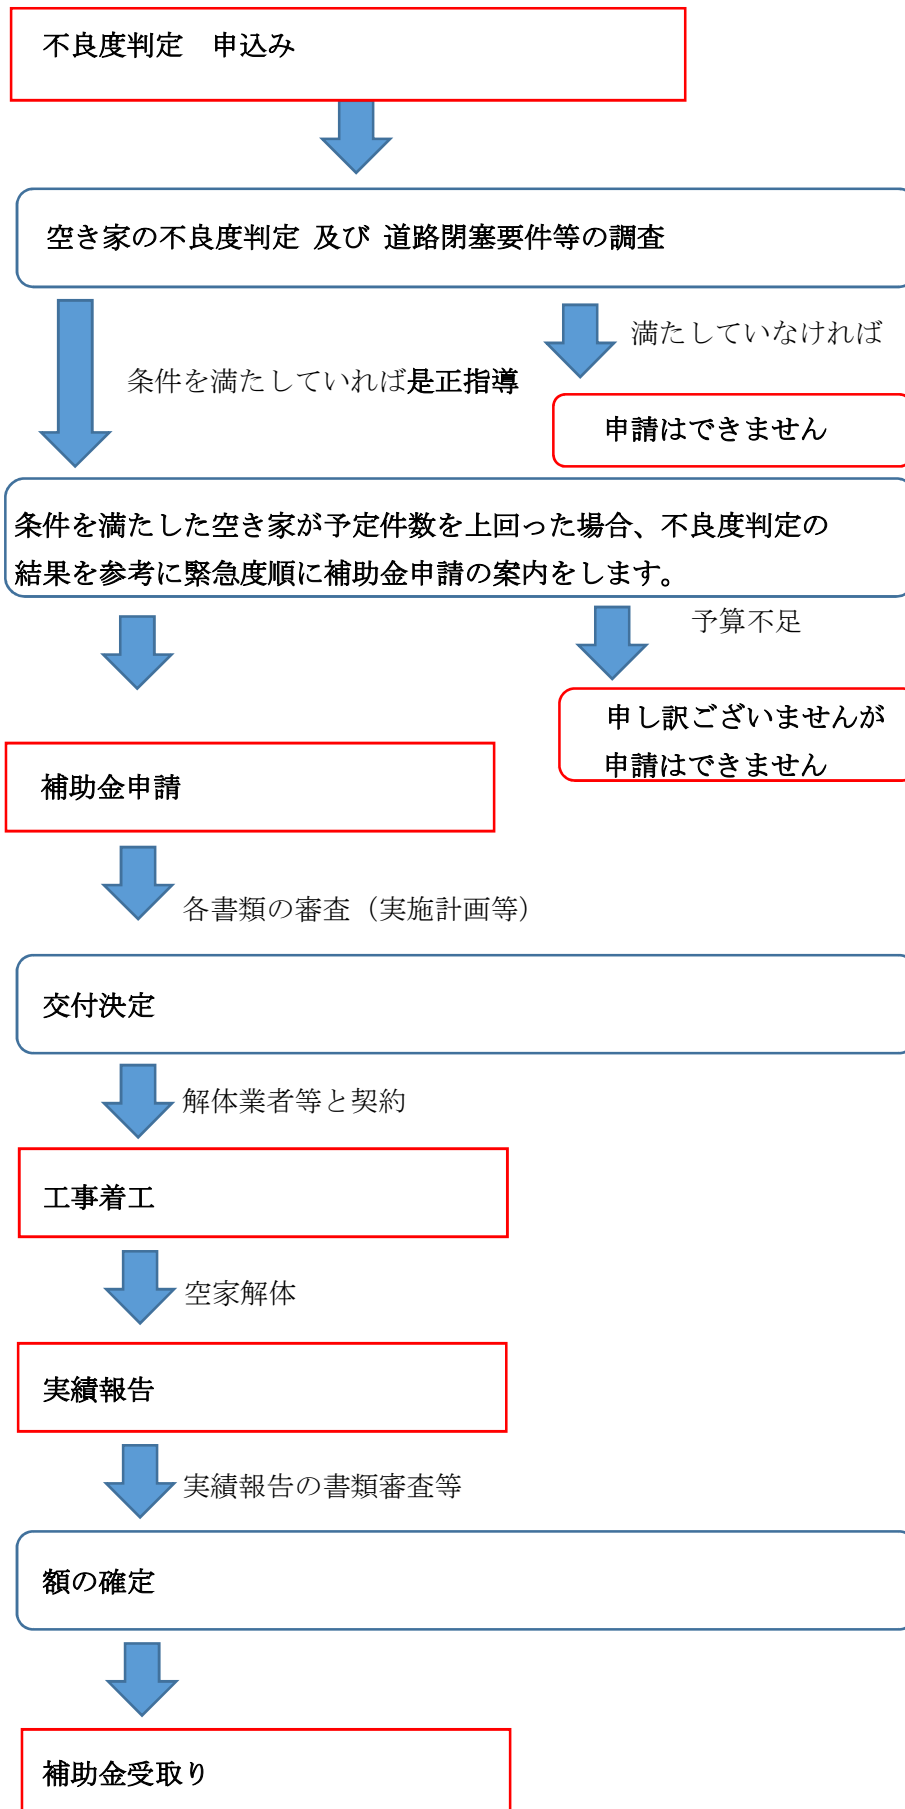 不良度判定　申込み
空き家の不良度判定 及び 道路閉塞要件等の調査
満たしていなければ
条件を満たしていれば是正指導
申請はできません
条件を満たした空き家が予定件数を上回った場合、不良度判定の
結果を参考に緊急度順に補助金申請の案内をします。
予算不足
申し訳ございませんが
申請はできません
補助金申請
各書類の審査（実施計画等）
交付決定
解体業者等と契約
工事着工
空家解体
実績報告
実績報告の書類審査等
額の確定
補助金受取り